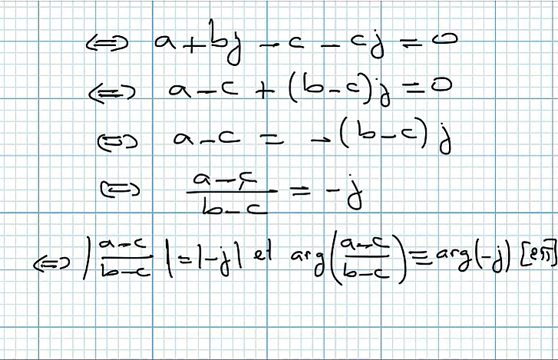 ⇔ a+bj-c-cj=0
⇔ a-c+(b-c)j=0
⇔ a-c = -(b-c)j
⇔ (a-c)/(b-c) = -j
⇔ |(a-c)/(b-c)| = |-j| et arg((a-c)/(b-c)) ≡ arg(-j) [2π]